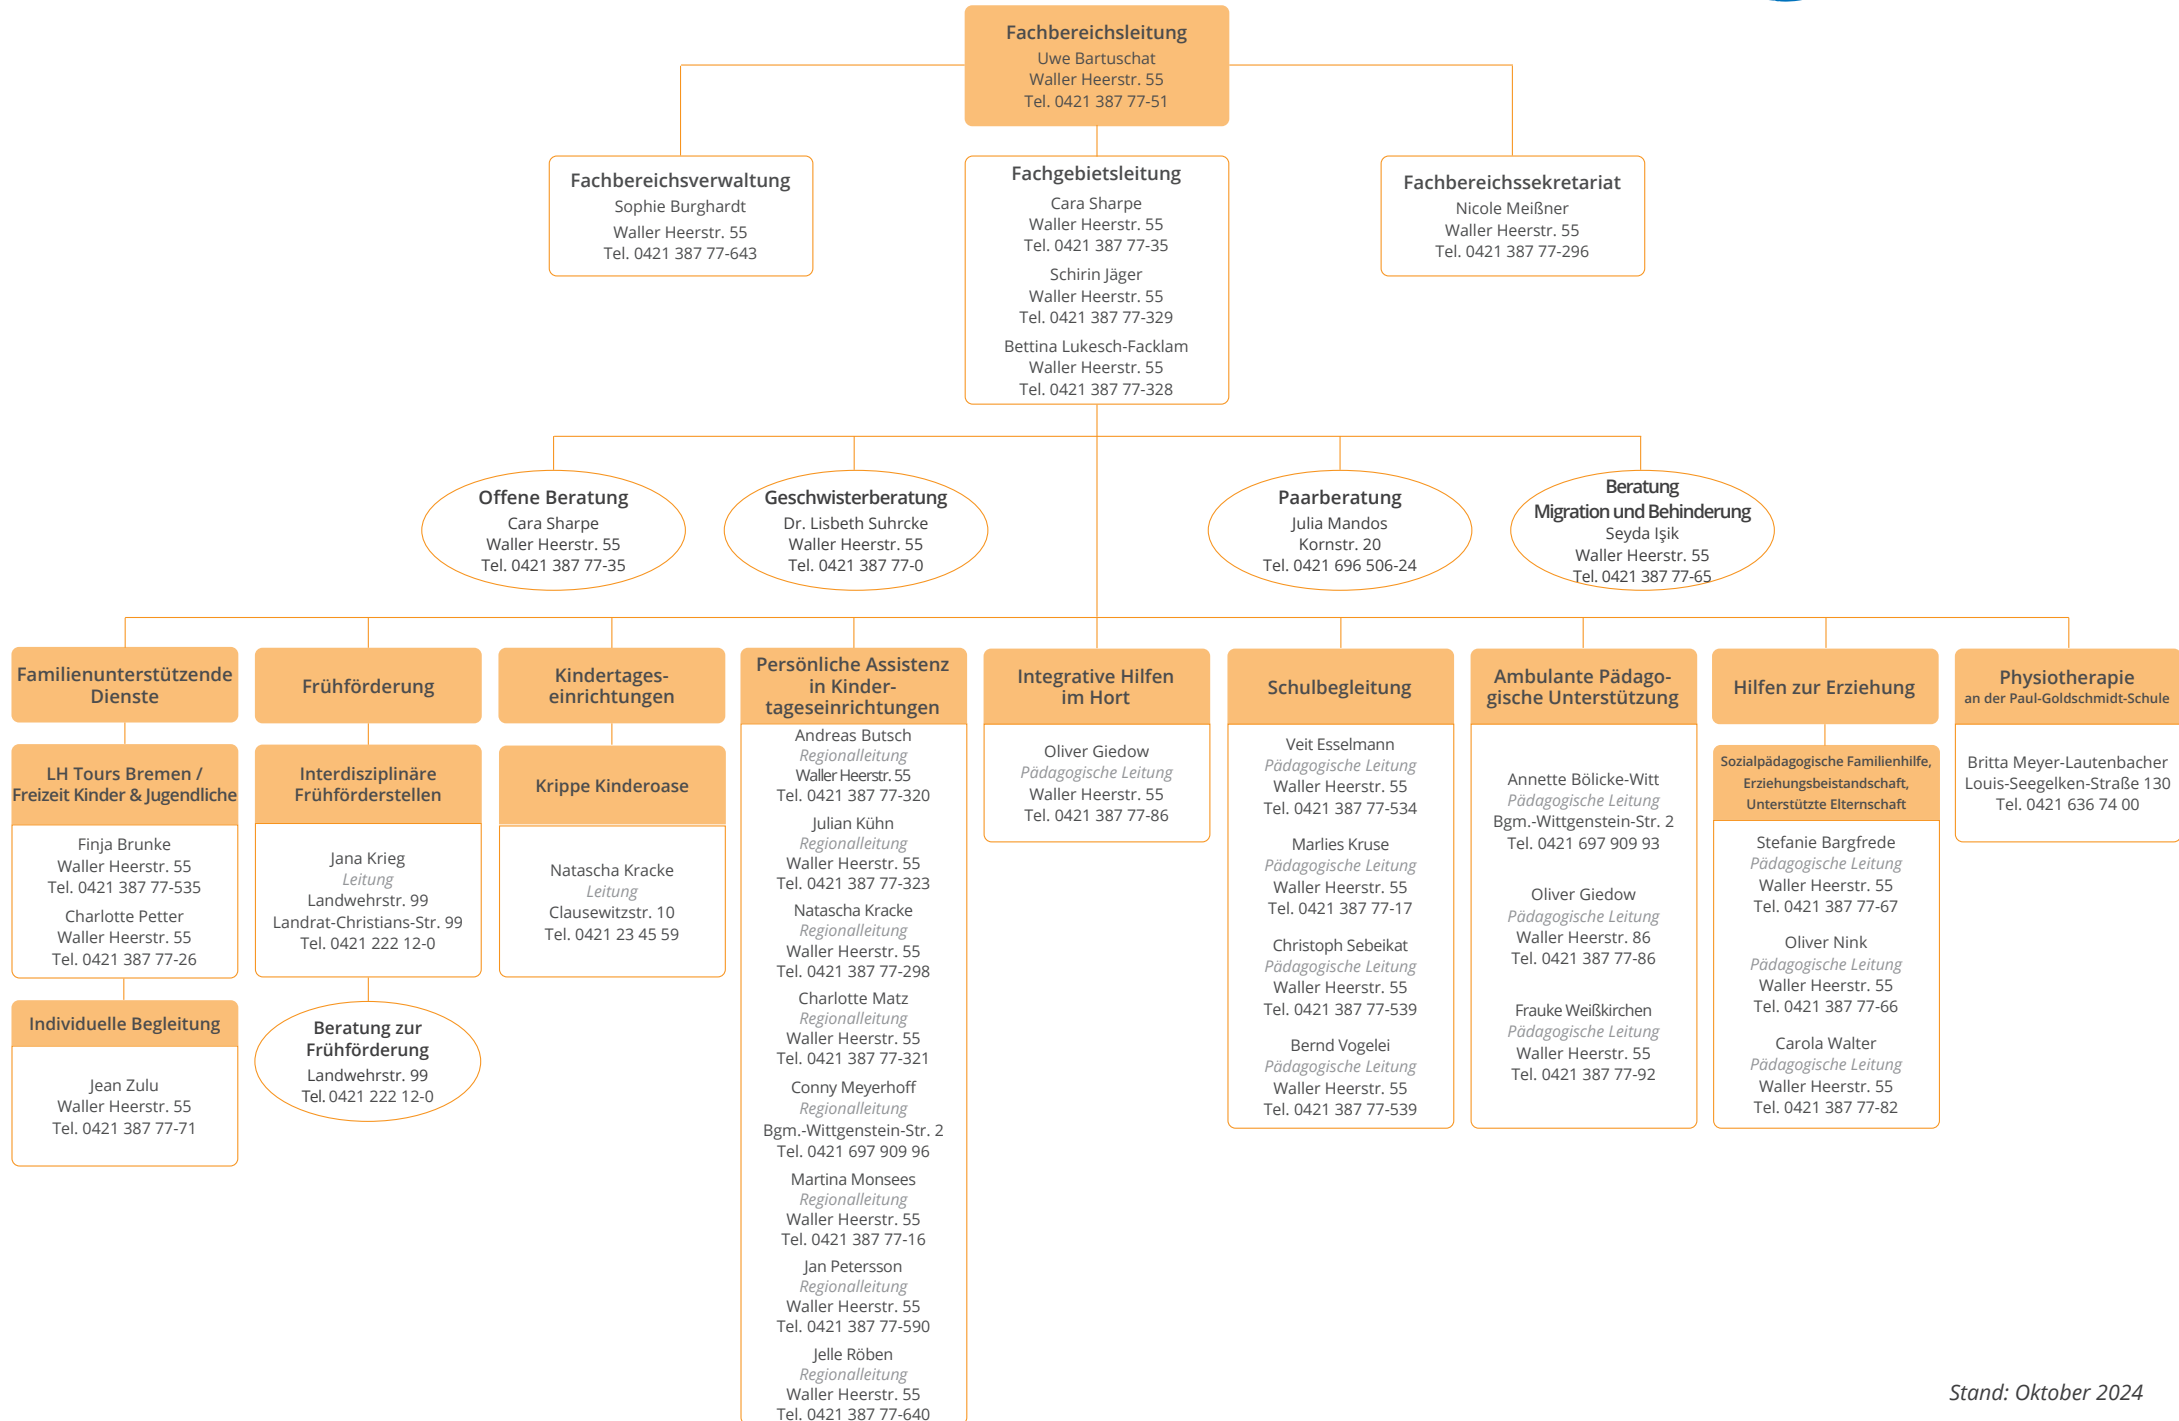 Fachbereichsleitung
Uwe Bartuschat
Waller Heerstr. 55
Tel. 0421 387 77-51
Fachbereichsverwaltung
Sophie Burghardt
Waller Heerstr. 55
Tel. 0421 387 77-643
Fachgebietsleitung
Cara Sharpe
Waller Heerstr. 55
Tel. 0421 387 77-35
Schirin Jäger
Waller Heerstr. 55
Tel. 0421 387 77-329
Bettina Lukesch-Facklam
Waller Heerstr. 55
Tel. 0421 387 77-328
Fachbereichssekretariat
Nicole Meißner
Waller Heerstr. 55
Tel. 0421 387 77-296
Offene Beratung
Cara Sharpe
Waller Heerstr. 55
Tel. 0421 387 77-35
Geschwisterberatung
Dr. Lisbeth Suhrcke
Waller Heerstr. 55
Tel. 0421 387 77-0
Paarberatung
Julia Mandos
Kornstr. 20
Tel. 0421 696 506-24
Beratung
Migration und Behinderung
Seyda Işik
Waller Heerstr. 55
Tel. 0421 387 77-65
Familienunterstützende
Dienste
LH Tours Bremen /
Freizeit Kinder & Jugendliche
Finja Brunke
Waller Heerstr. 55
Tel. 0421 387 77-535
Charlotte Petter
Waller Heerstr. 55
Tel. 0421 387 77-26
Individuelle Begleitung
Jean Zulu
Waller Heerstr. 55
Tel. 0421 387 77-71
Frühförderung
Interdisziplinäre
Frühförderstellen
Jana Krieg
Leitung
Landwehrstr. 99
Landrat-Christians-Str. 99
Tel. 0421 222 12-0
Beratung zur
Frühförderung
Landwehrstr. 99
Tel. 0421 222 12-0
Kindertages-
einrichtungen
Krippe Kinderoase
Natascha Kracke
Leitung
Clausewitzstr. 10
Tel. 0421 23 45 59
Persönliche Assistenz
in Kinder-
tageseinrichtungen
Andreas Butsch
Regionalleitung
Waller Heerstr. 55
Tel. 0421 387 77-320
Julian Kühn
Regionalleitung
Waller Heerstr. 55
Tel. 0421 387 77-323
Natascha Kracke
Regionalleitung
Waller Heerstr. 55
Tel. 0421 387 77-298
Charlotte Matz
Regionalleitung
Waller Heerstr. 55
Tel. 0421 387 77-321
Conny Meyerhoff
Regionalleitung
Bgm.-Wittgenstein-Str. 2
Tel. 0421 697 909 96
Martina Monsees
Regionalleitung
Waller Heerstr. 55
Tel. 0421 387 77-16
Jan Petersson
Regionalleitung
Waller Heerstr. 55
Tel. 0421 387 77-590
Jelle Röben
Regionalleitung
Waller Heerstr. 55
Tel. 0421 387 77-640
Integrative Hilfen
im Hort
Oliver Giedow
Pädagogische Leitung
Waller Heerstr. 55
Tel. 0421 387 77-86
Schulbegleitung
Veit Esselmann
Pädagogische Leitung
Waller Heerstr. 55
Tel. 0421 387 77-534
Marlies Kruse
Pädagogische Leitung
Waller Heerstr. 55
Tel. 0421 387 77-17
Christoph Sebeikat
Pädagogische Leitung
Waller Heerstr. 55
Tel. 0421 387 77-539
Bernd Vogelei
Pädagogische Leitung
Waller Heerstr. 55
Tel. 0421 387 77-539
Ambulante Pädago-
gische Unterstützung
Annette Bölicke-Witt
Pädagogische Leitung
Bgm.-Wittgenstein-Str. 2
Tel. 0421 697 909 93
Oliver Giedow
Pädagogische Leitung
Waller Heerstr. 86
Tel. 0421 387 77-86
Frauke Weißkirchen
Pädagogische Leitung
Waller Heerstr. 55
Tel. 0421 387 77-92
Hilfen zur Erziehung
Sozialpädagogische Familienhilfe,
Erziehungsbeistandschaft,
Unterstützte Elternschaft
Stefanie Bargfrede
Pädagogische Leitung
Waller Heerstr. 55
Tel. 0421 387 77-67
Oliver Nink
Pädagogische Leitung
Waller Heerstr. 55
Tel. 0421 387 77-66
Carola Walter
Pädagogische Leitung
Waller Heerstr. 55
Tel. 0421 387 77-82
Physiotherapie
an der Paul-Goldschmidt-Schule
Britta Meyer-Lautenbacher
Louis-Seegelken-Straße 130
Tel. 0421 636 74 00
Stand: Oktober 2024